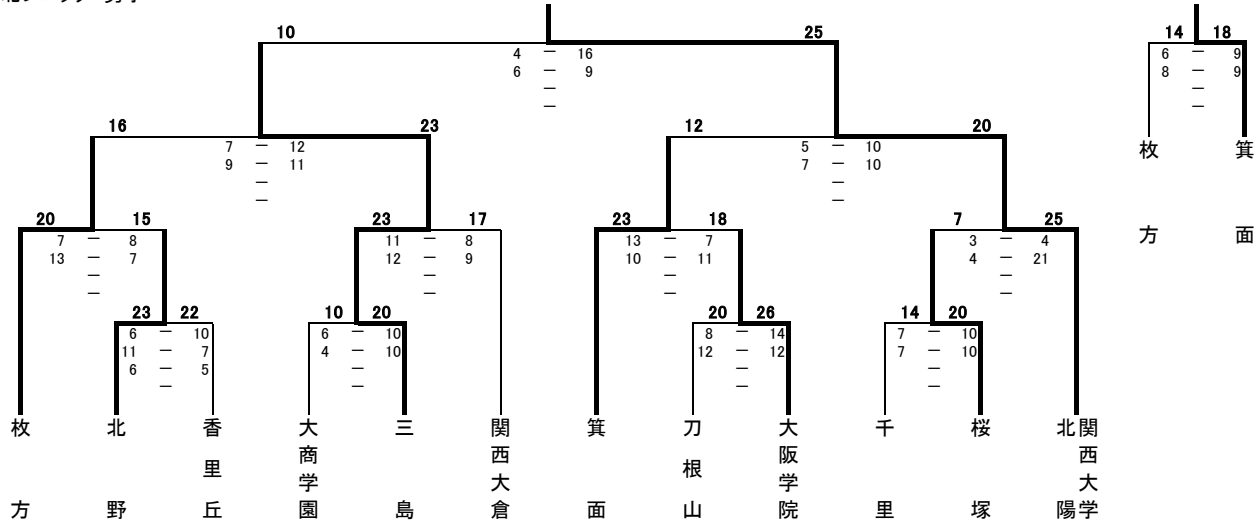 10 25 14 18
4 － 16 6 － 9
6 － 9 8 － 9
－ －
－ －
16 23 12 20
7 － 12 5 － 10
9 － 11 7 － 10
－ －
－ －
枚方 箕面
20 15 23 17 23 18 7 25
7 － 8 11 － 8 13 － 7 3 － 4
13 － 7 12 － 9 10 － 11 4 － 21
－ － － －
－ － － －
23 22 10 20 20 26 14 20
6 － 10 6 － 10 8 － 14 7 － 10
11 － 7 4 － 10 12 － 12 7 － 10
6 － 5 － － －
－ － － －
枚方
北野
香里丘
大商学園
三島
関西大倉
箕面
刀根山
大阪学院
千里
桜塚
関西大学
北陽